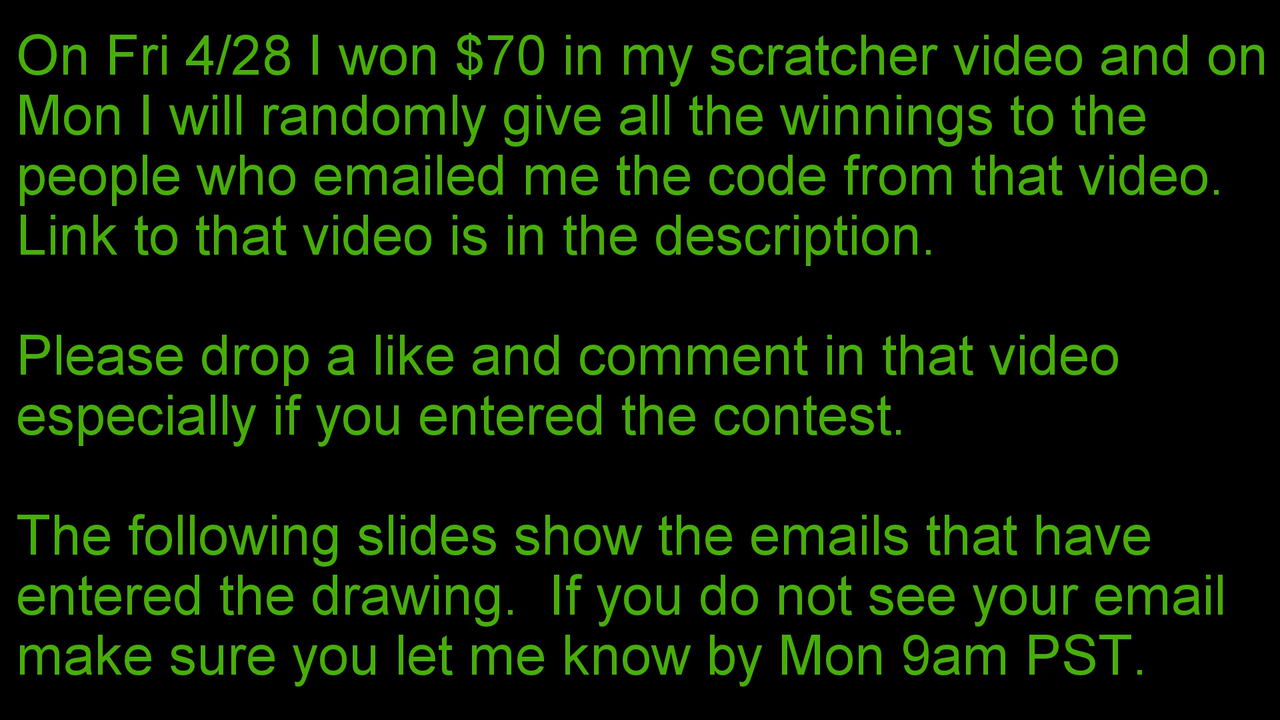 On Fri 4/28 I won $70 in my scratcher video and on
Mon I will randomly give all the winnings to the
people who emailed me the code from that video.
Link to that video is in the description.
Please drop a like and comment in that video
especially if you entered the contest.
The following slides show the emails that have
entered the drawing.  If you do not see your email
make sure you let me know by Mon 9am PST.